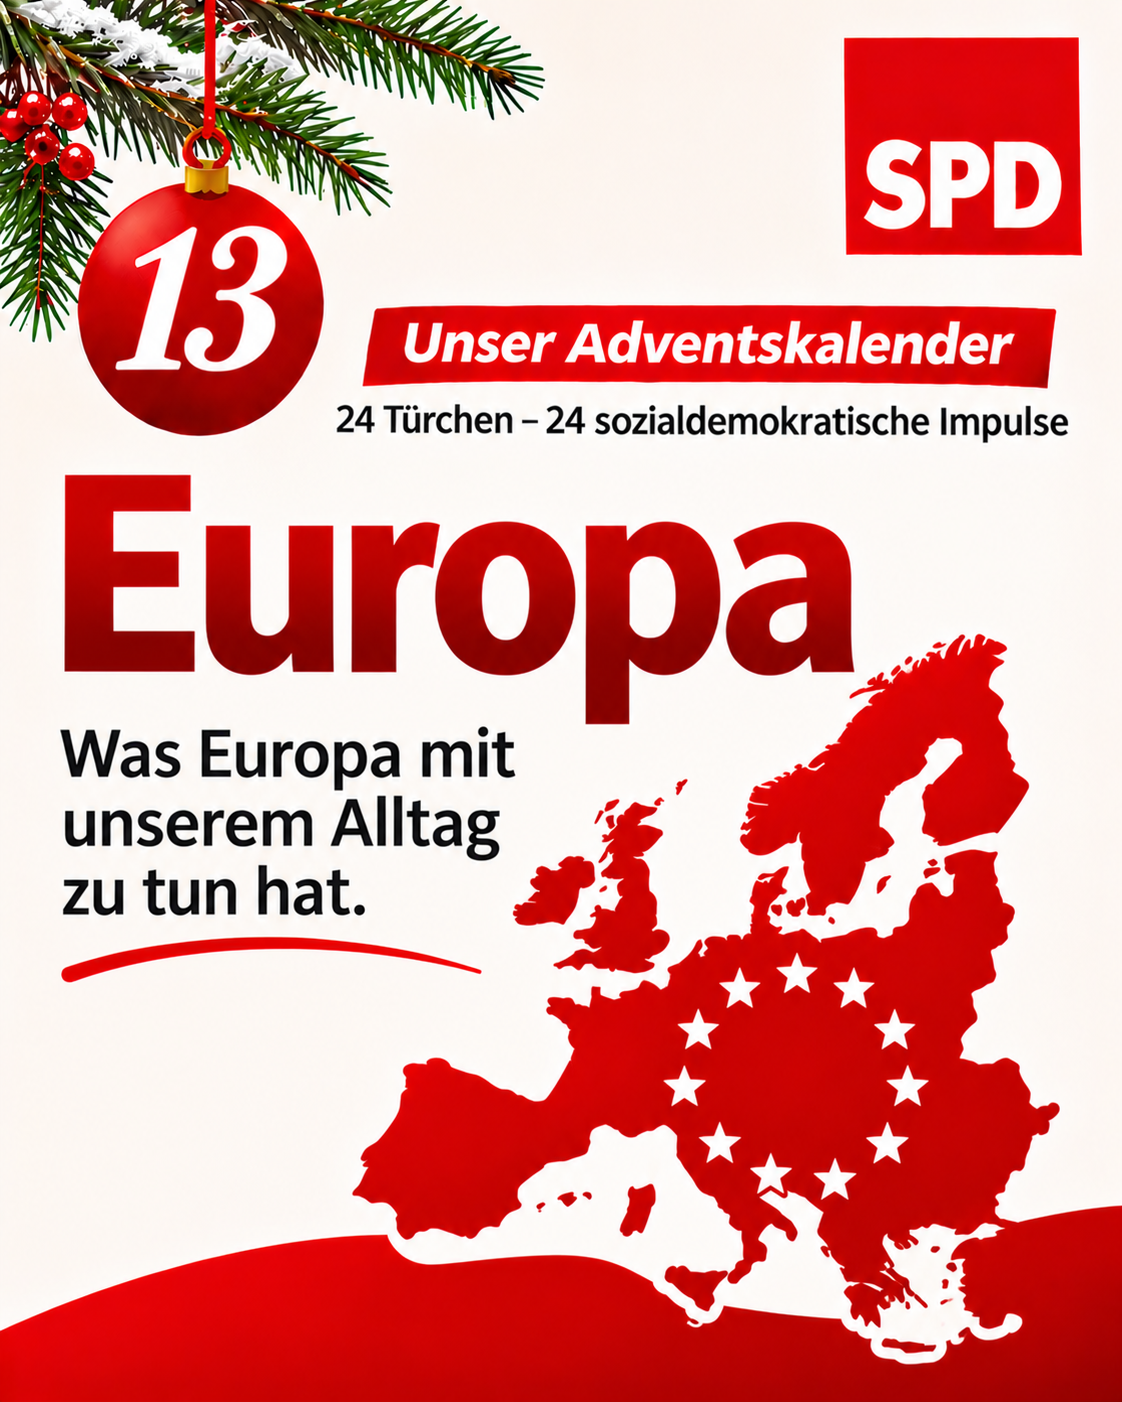 SPD
13
Unser Adventskalender
24 Türchen – 24 sozialdemokratische Impulse
Europa
Was Europa mit
unserem Alltag
zu tun hat.